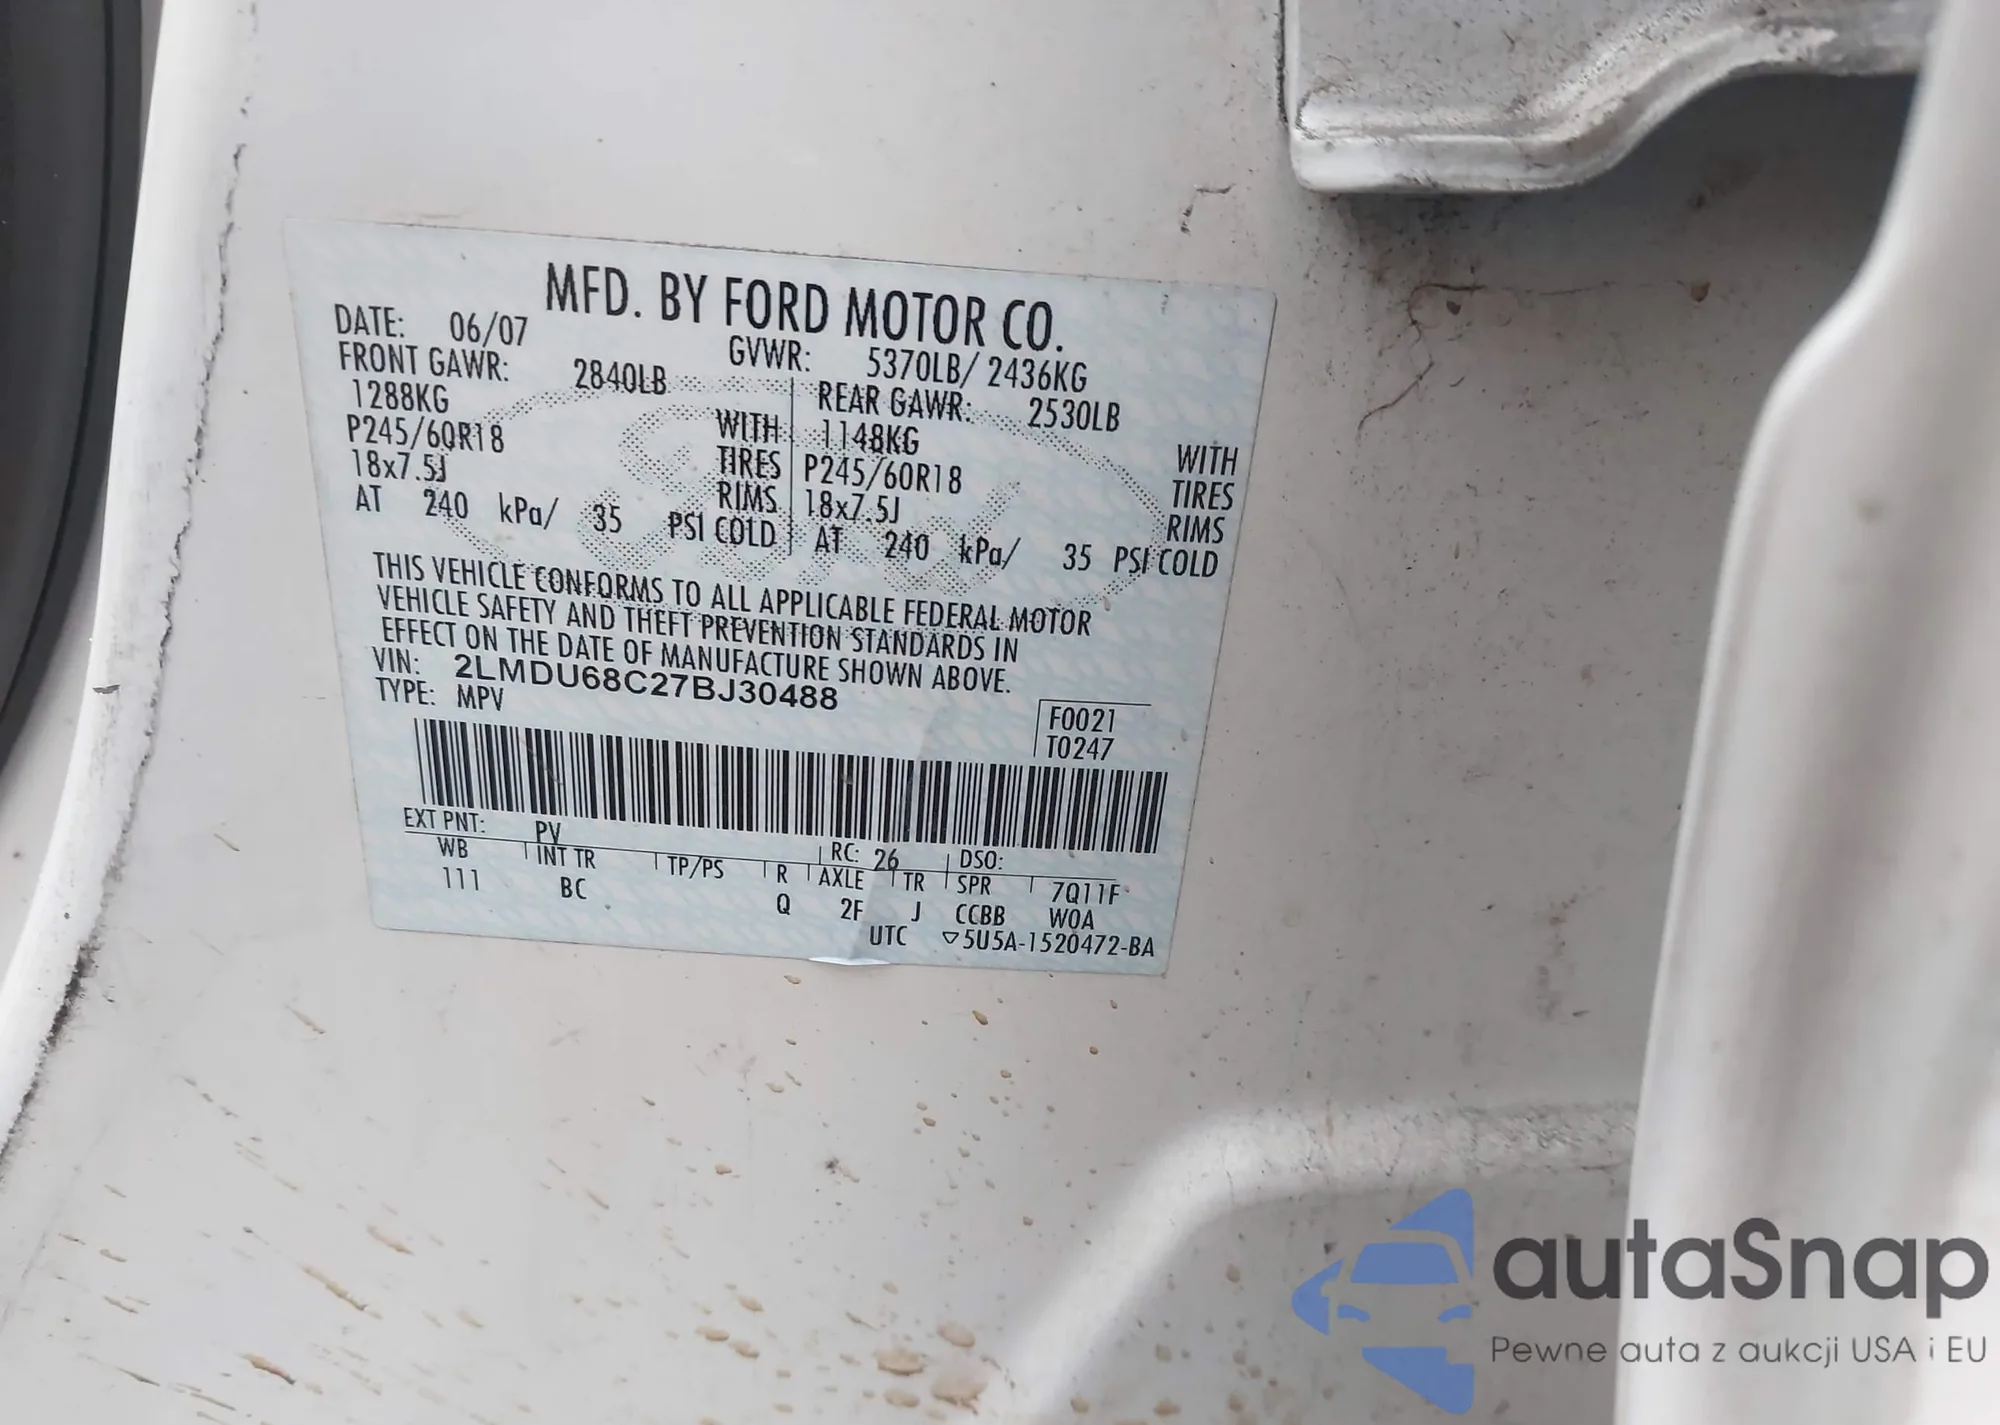 MFD. BY FORD MOTOR CO.
DATE: 06/07 GVWR: 5370LB/ 2436KG
FRONT GAWR: 2840LB REAR GAWR: 2530LB
1288KG WITH 1148KG WITH
P245/60R18 TIRES P245/60R18 TIRES
18x7.5J RIMS 18x7.5J RIMS
AT 240 kPa/ 35 PSI COLD AT 240 kPa/ 35 PSI COLD
THIS VEHICLE CONFORMS TO ALL APPLICABLE FEDERAL MOTOR
VEHICLE SAFETY AND THEFT PREVENTION STANDARDS IN
EFFECT ON THE DATE OF MANUFACTURE SHOWN ABOVE.
VIN: 2LMDU68C27BJ30488
TYPE: MPV
F0021
T0247
EXT PNT: PV RC: 26 DSO:
WB INT TR TP/PS R AXLE TR SPR 7Q11F
111 BC Q 2F J CCBB WOA
UTC ▽5U5A-1520472-BA
autaSnap
Pewne auta z aukcji USA i EU